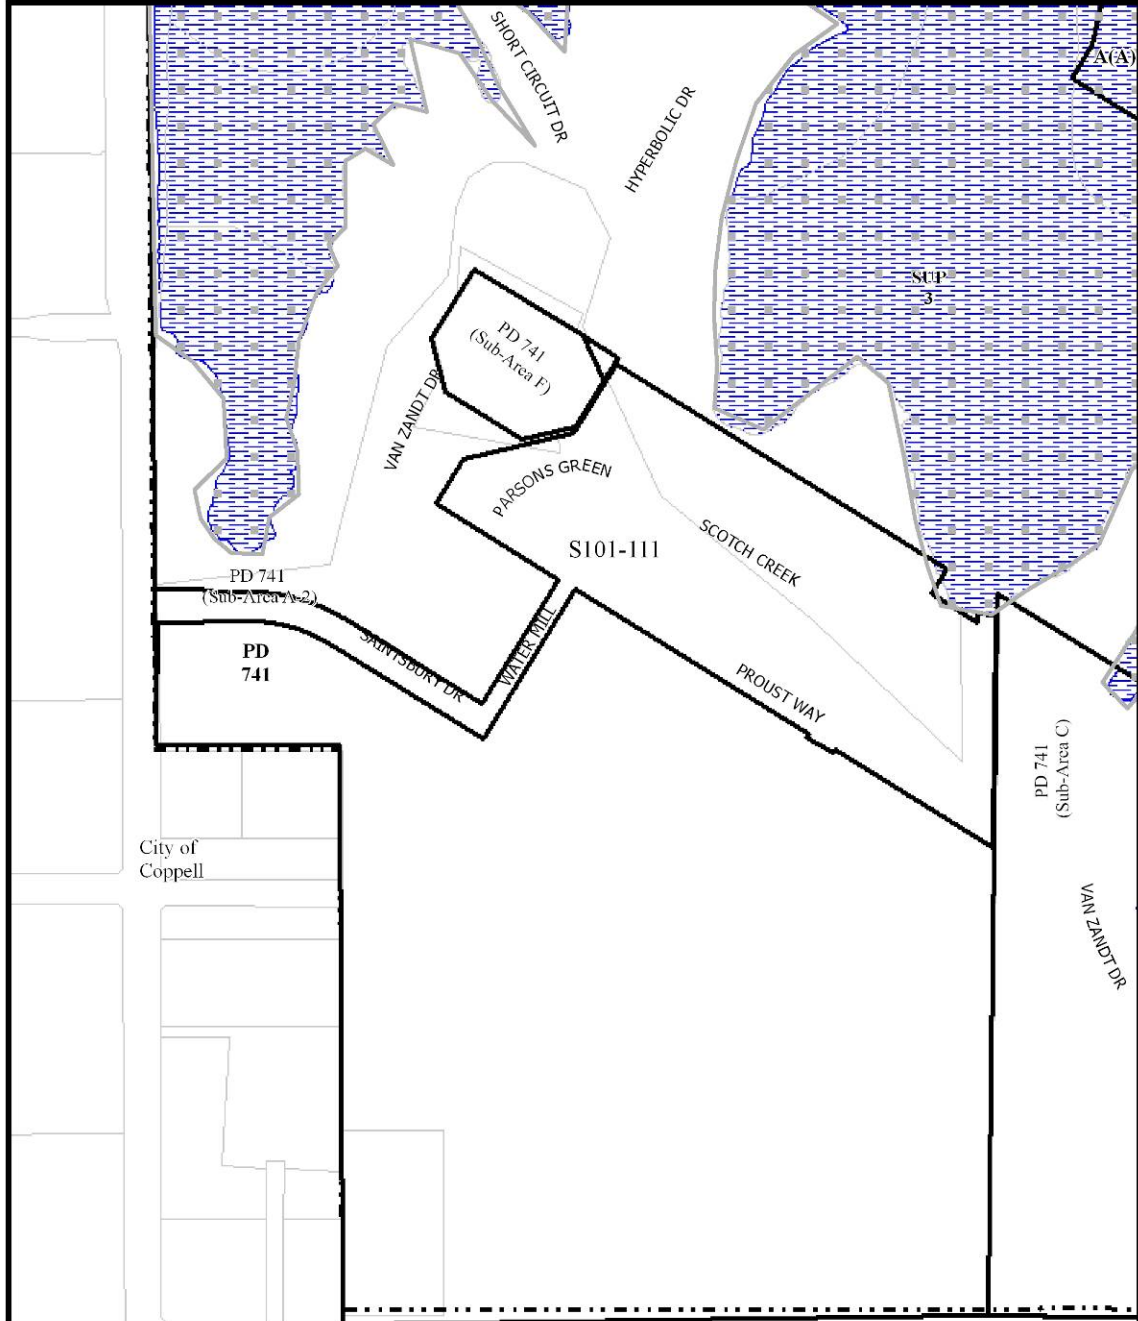 SHORT CIRCUIT DR
A(A)
HYPERBOLIC DR
SUP
3
PD 741
(Sub-Area F)
VAN ZANDT DR
PARSONS GREEN
S101-111
SCOTCH CREEK
PD 741
(Sub-Area A-2)
WATER MILL
SAINTSBURY DR
PD
741
PROUST WAY
PD 741
(Sub-Area C)
City of
Coppell
VAN ZANDT DR